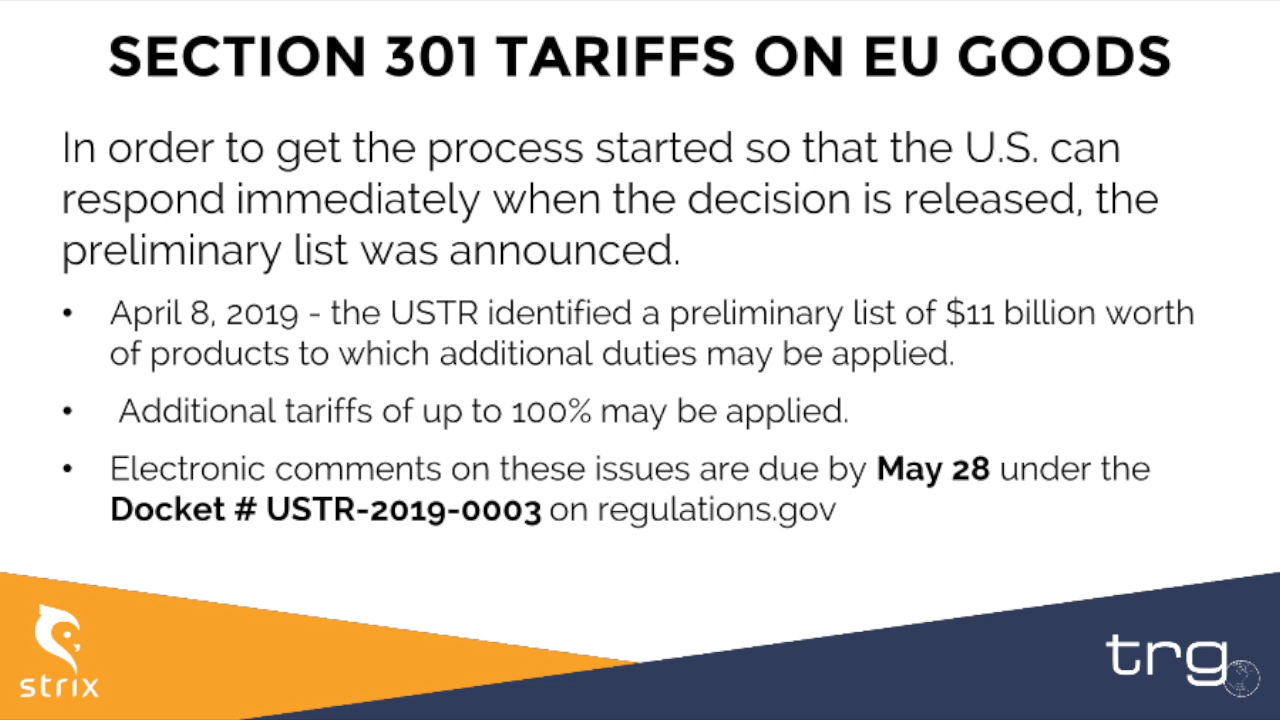 SECTION 301 TARIFFS ON EU GOODS
In order to get the process started so that the U.S. can
respond immediately when the decision is released, the
preliminary list was announced.
• April 8, 2019 - the USTR identified a preliminary list of $11 billion worth
of products to which additional duties may be applied.
• Additional tariffs of up to 100% may be applied.
• Electronic comments on these issues are due by May 28 under the
Docket # USTR-2019-0003 on regulations.gov
strix
trg